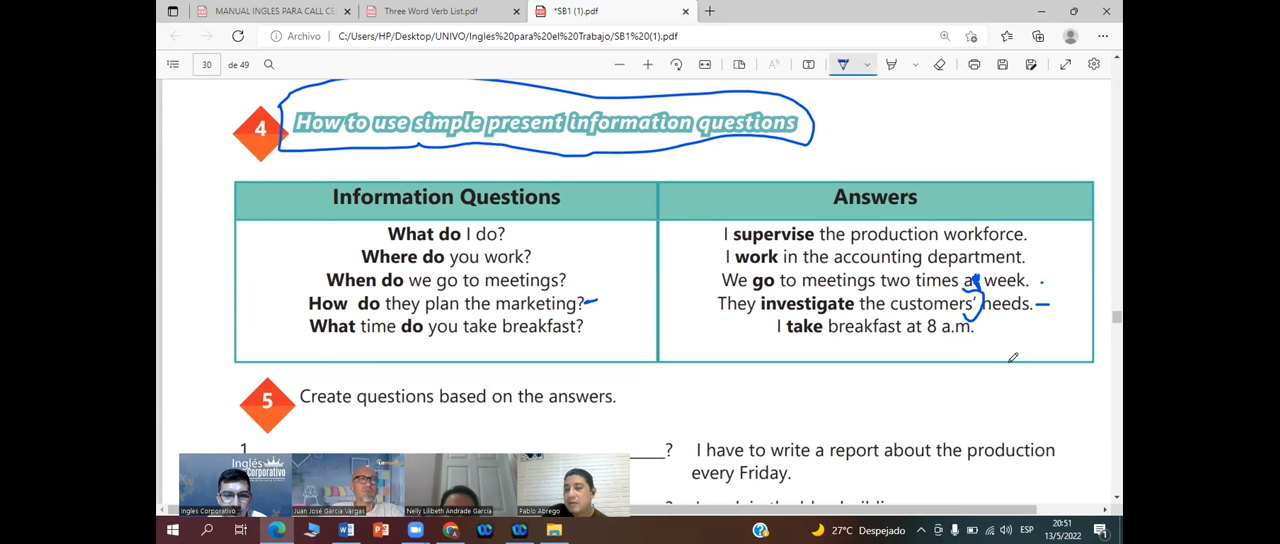 MANUAL INGLES PARA CALL CE
Three Word Verb List.pdf
*SB1 (1).pdf
Archivo
C:/Users/HP/Desktop/UNIVO/Ingles%20para%20el%20Trabajo/SB1%20(1).pdf
30 de 49
4 How to use simple present information questions
Information Questions Answers
What do I do? I supervise the production workforce.
Where do you work? I work in the accounting department.
When do we go to meetings? We go to meetings two times a week.
How do they plan the marketing? They investigate the customers' needs.
What time do you take breakfast? I take breakfast at 8 a.m.
5 Create questions based on the answers.
1 ? I have to write a report about the production
every Friday.
Inglés
Corporativo
Ingles Corporativo
Juan José García Vargas
Nelly Lilibeth Andrade García
Pablo Abrego
27°C Despejado
ESP
20:51
13/5/2022